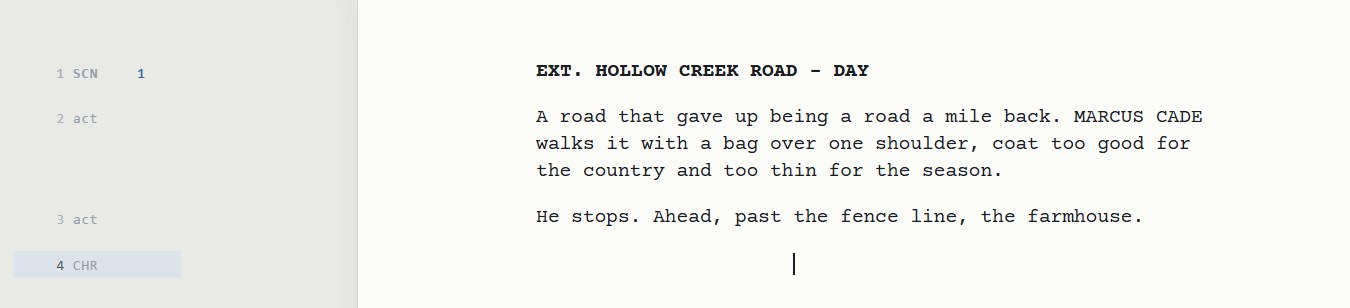 1 SCN 1
EXT. HOLLOW CREEK ROAD - DAY
2 act
A road that gave up being a road a mile back. MARCUS CADE
walks it with a bag over one shoulder, coat too good for
the country and too thin for the season.
3 act
He stops. Ahead, past the fence line, the farmhouse.
4 CHR